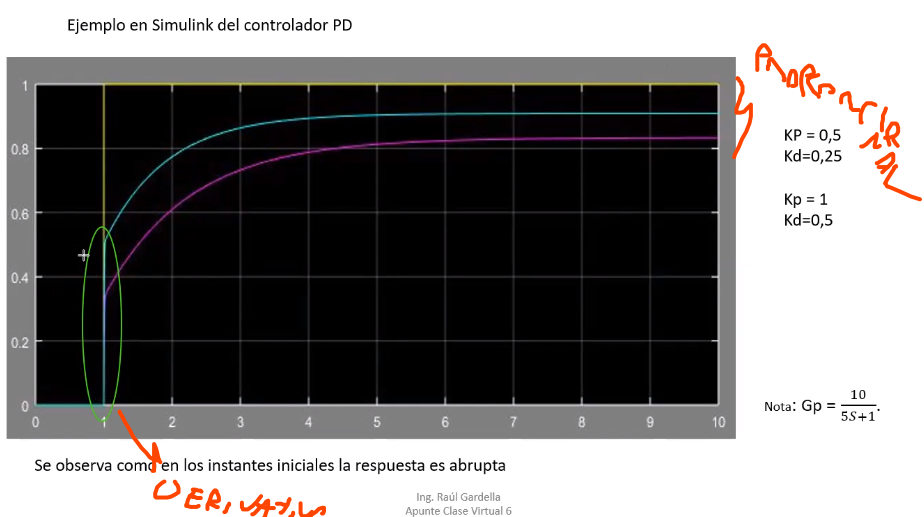 Ejemplo en Simulink del controlador PD
1
0.8
0.6
0.4
0.2
0
0 1 2 3 4 5 6 7 8 9 10
KP = 0,5
Kd=0,25
Kp = 1
Kd=0,5
Nota: Gp = 10/(5S+1).
Se observa como en los instantes iniciales la respuesta es abrupta
Ing. Raúl Gardella
Apunte Clase Virtual 6